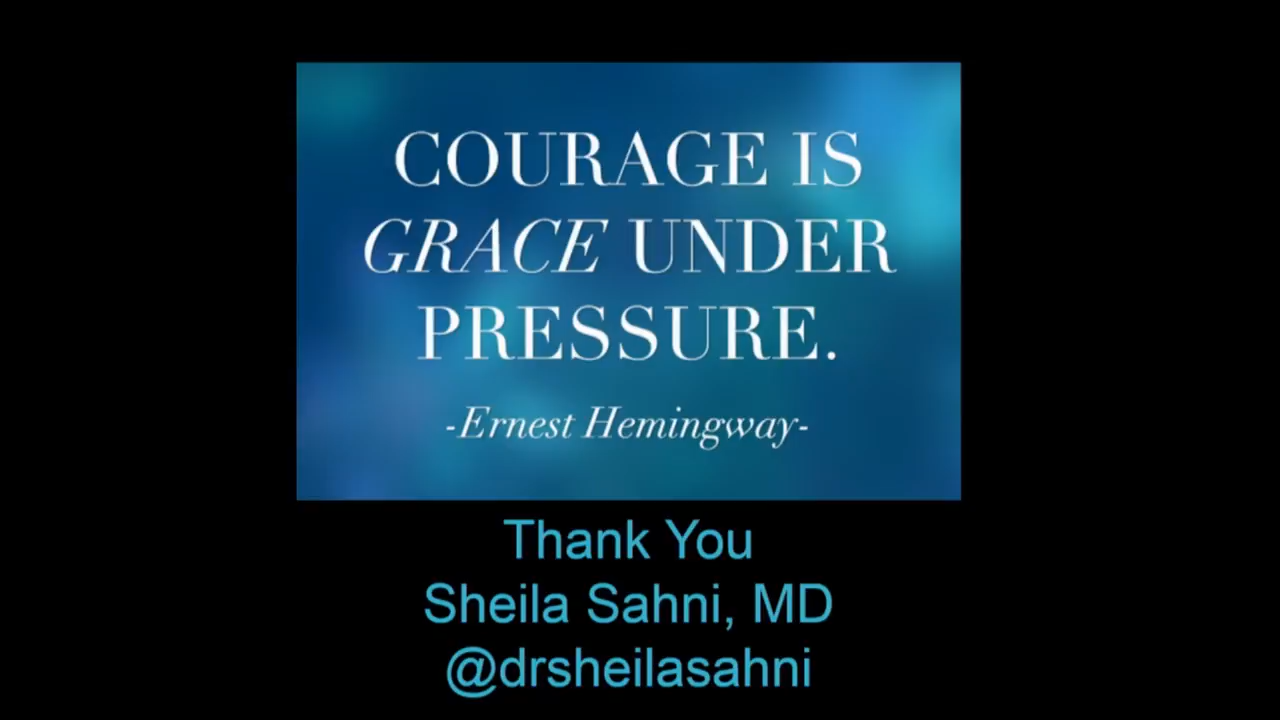 COURAGE IS
GRACE UNDER
PRESSURE.
-Ernest Hemingway-
Thank You
Sheila Sahni, MD
@drsheilasahni